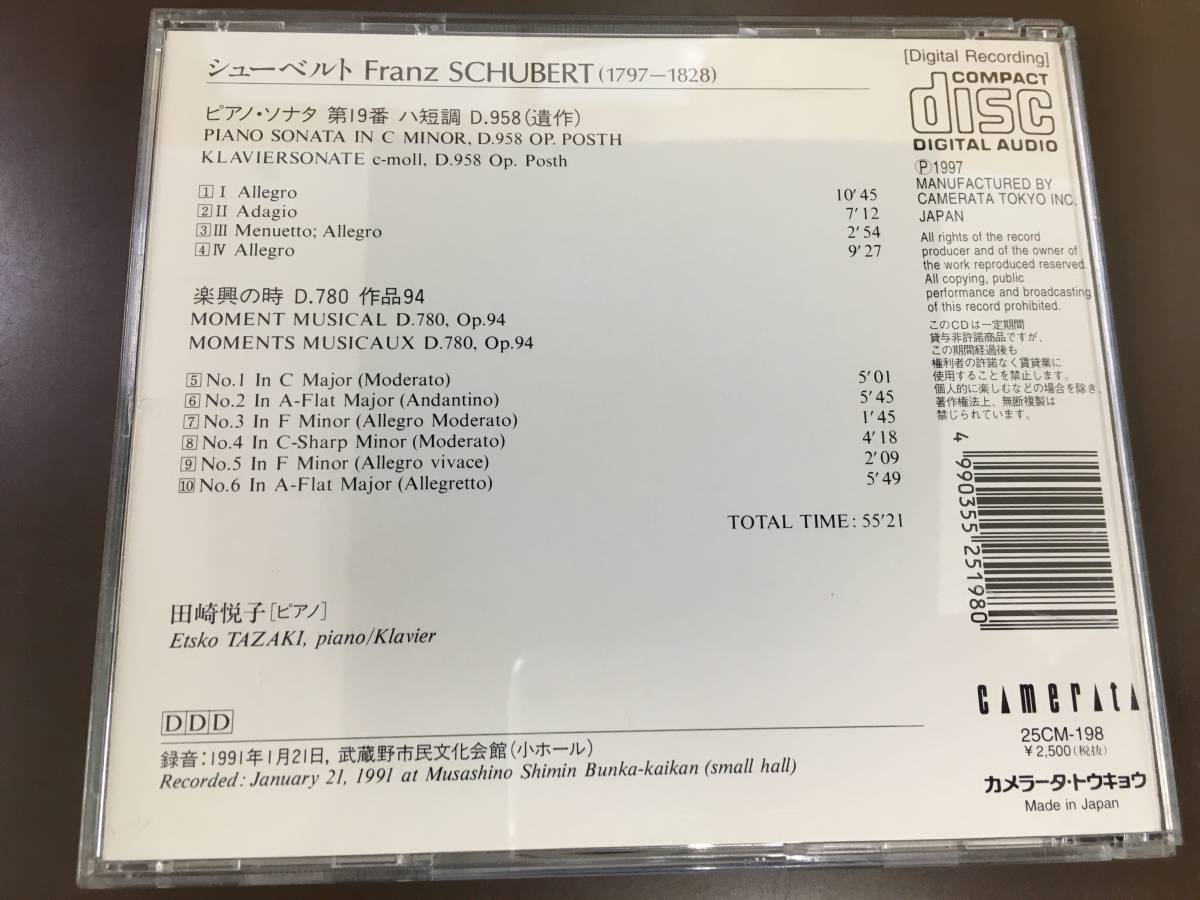 シューベルト Franz SCHUBERT (1797–1828)
ピアノ・ソナタ 第19番 ハ短調 D.958(遺作)
PIANO SONATA IN C MINOR, D.958 OP. POSTH
KLAVIERSONATE c-moll, D.958 Op. Posth
1 I Allegro 10'45
2 II Adagio 7'12
3 III Menuetto; Allegro 2'54
4 IV Allegro 9'27
楽興の時 D.780 作品94
MOMENT MUSICAL D.780, Op.94
MOMENTS MUSICAUX D.780, Op.94
5 No.1 In C Major (Moderato) 5'01
6 No.2 In A-Flat Major (Andantino) 5'45
7 No.3 In F Minor (Allegro Moderato) 1'45
8 No.4 In C-Sharp Minor (Moderato) 4'18
9 No.5 In F Minor (Allegro vivace) 2'09
10 No.6 In A-Flat Major (Allegretto) 5'49
TOTAL TIME: 55'21
田崎悦子[ピアノ]
Etsko TAZAKI, piano/Klavier
DDD
録音:1991年1月21日, 武蔵野市民文化会館(小ホール)
Recorded: January 21, 1991 at Musashino Shimin Bunka-kaikan (small hall)
[Digital Recording]
COMPACT
disc
DIGITAL AUDIO
Ⓟ1997
MANUFACTURED BY
CAMERATA TOKYO INC.
JAPAN
All rights of the record
producer and of the owner of
the work reproduced reserved.
All copying, public
performance and broadcasting
of this record prohibited.
このCDは一定期間
貸与非許諾商品ですが、
この期間経過後も
権利者の許諾なく賃貸業に
使用することを禁止します。
個人的に楽しむなどの場合を除き、
著作権法上、無断複製は
禁じられています。
4 990355 251980
camerata
25CM-198
¥2,500(税抜)
カメラータ・トウキョウ
Made in Japan